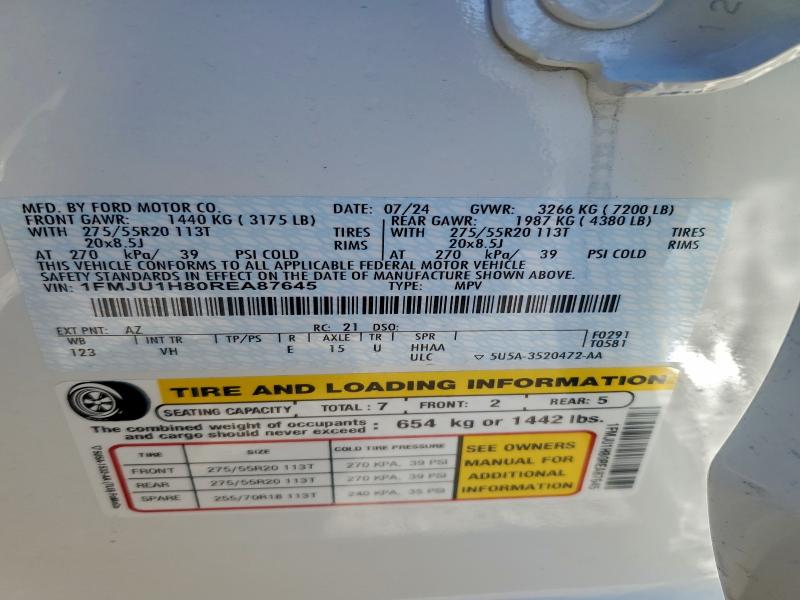 MFD. BY FORD MOTOR CO. DATE: 07/24 GVWR: 3266 KG ( 7200 LB)
FRONT GAWR: 1440 KG ( 3175 LB) REAR GAWR: 1987 KG ( 4380 LB)
WITH 275/55R20 113T TIRES WITH 275/55R20 113T TIRES
20x8.5J RIMS 20x8.5J RIMS
AT 270 kPa/ 39 PSI COLD AT 270 kPa/ 39 PSI COLD
THIS VEHICLE CONFORMS TO ALL APPLICABLE FEDERAL MOTOR VEHICLE
SAFETY STANDARDS IN EFFECT ON THE DATE OF MANUFACTURE SHOWN ABOVE.
VIN: 1FMJU1H80REA87645 TYPE: MPV
EXT PNT: AZ RC: 21 DSO: F0291
WB INT TR TP/PS R AXLE TR SPR T0581
123 VH E 15 U HHAA
ULC ▽ 5U5A-3520472-AA
TIRE AND LOADING INFORMATION
SEATING CAPACITY TOTAL : 7 FRONT: 2 REAR: 5
The combined weight of occupants and cargo should never exceed : 654 kg or 1442 lbs.
TIRE SIZE COLD TIRE PRESSURE
FRONT 275/55R20 113T 270 KPA, 39 PSI
REAR 275/55R20 113T 270 KPA, 39 PSI
SPARE 255/70R18 113T 240 KPA, 35 PSI
SEE OWNERS
MANUAL FOR
ADDITIONAL
INFORMATION
1FMJU1H80REA87645